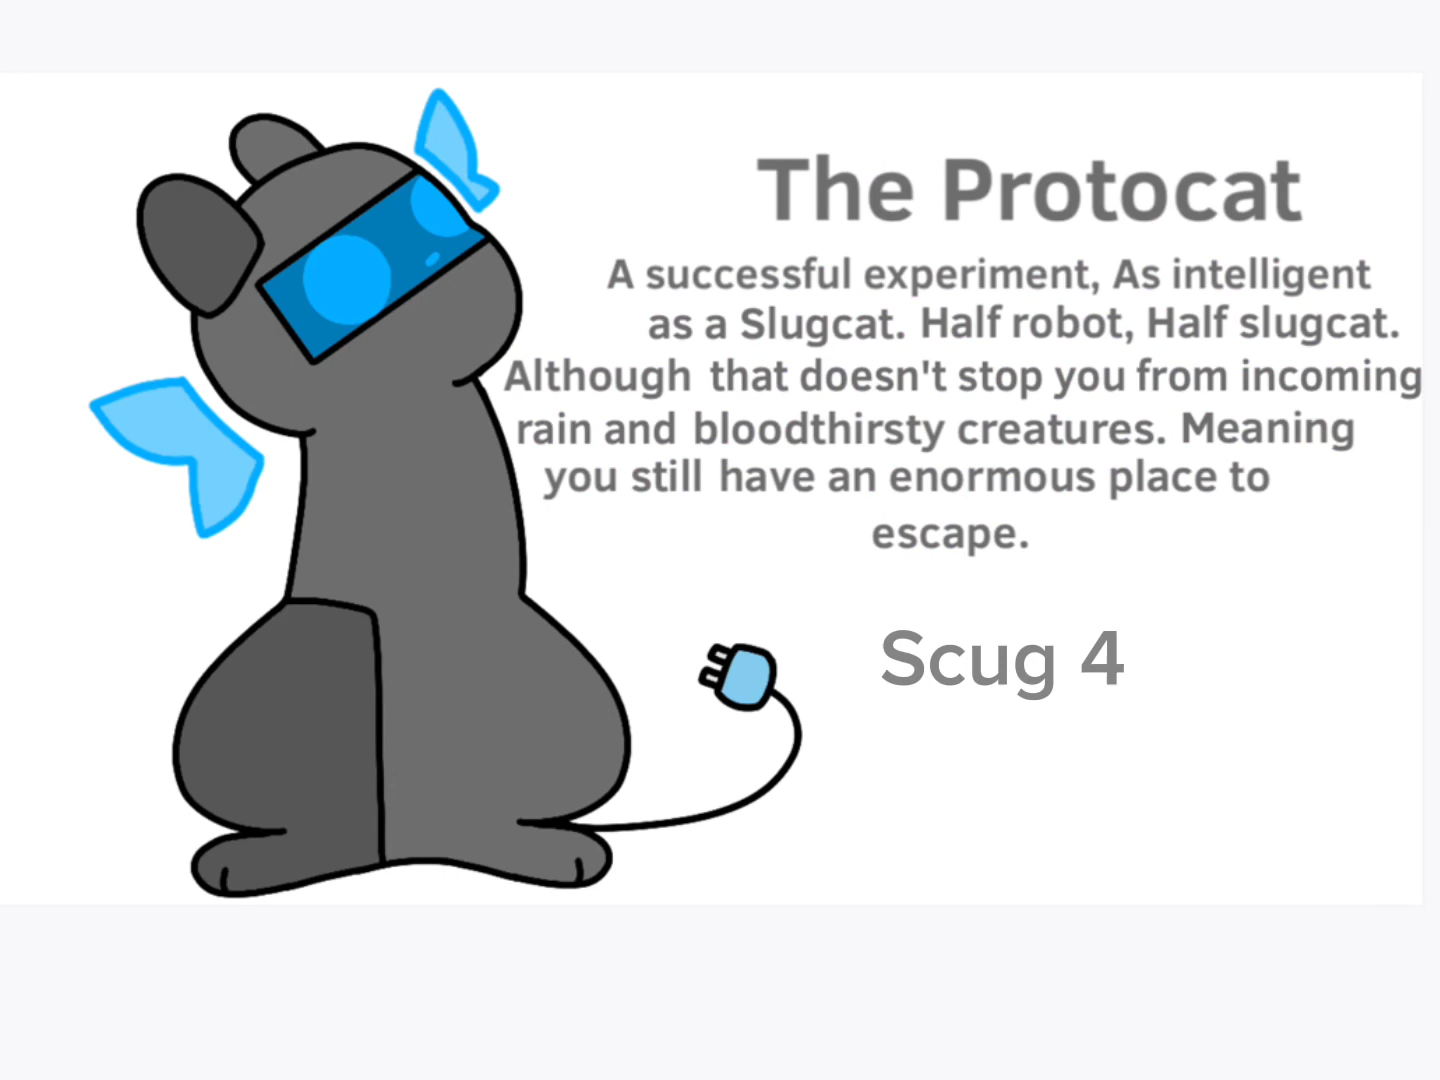 The Protocat
A successful experiment, As intelligent
as a Slugcat. Half robot, Half slugcat.
Although that doesn't stop you from incoming
rain and bloodthirsty creatures. Meaning
you still have an enormous place to
escape.
Scug 4